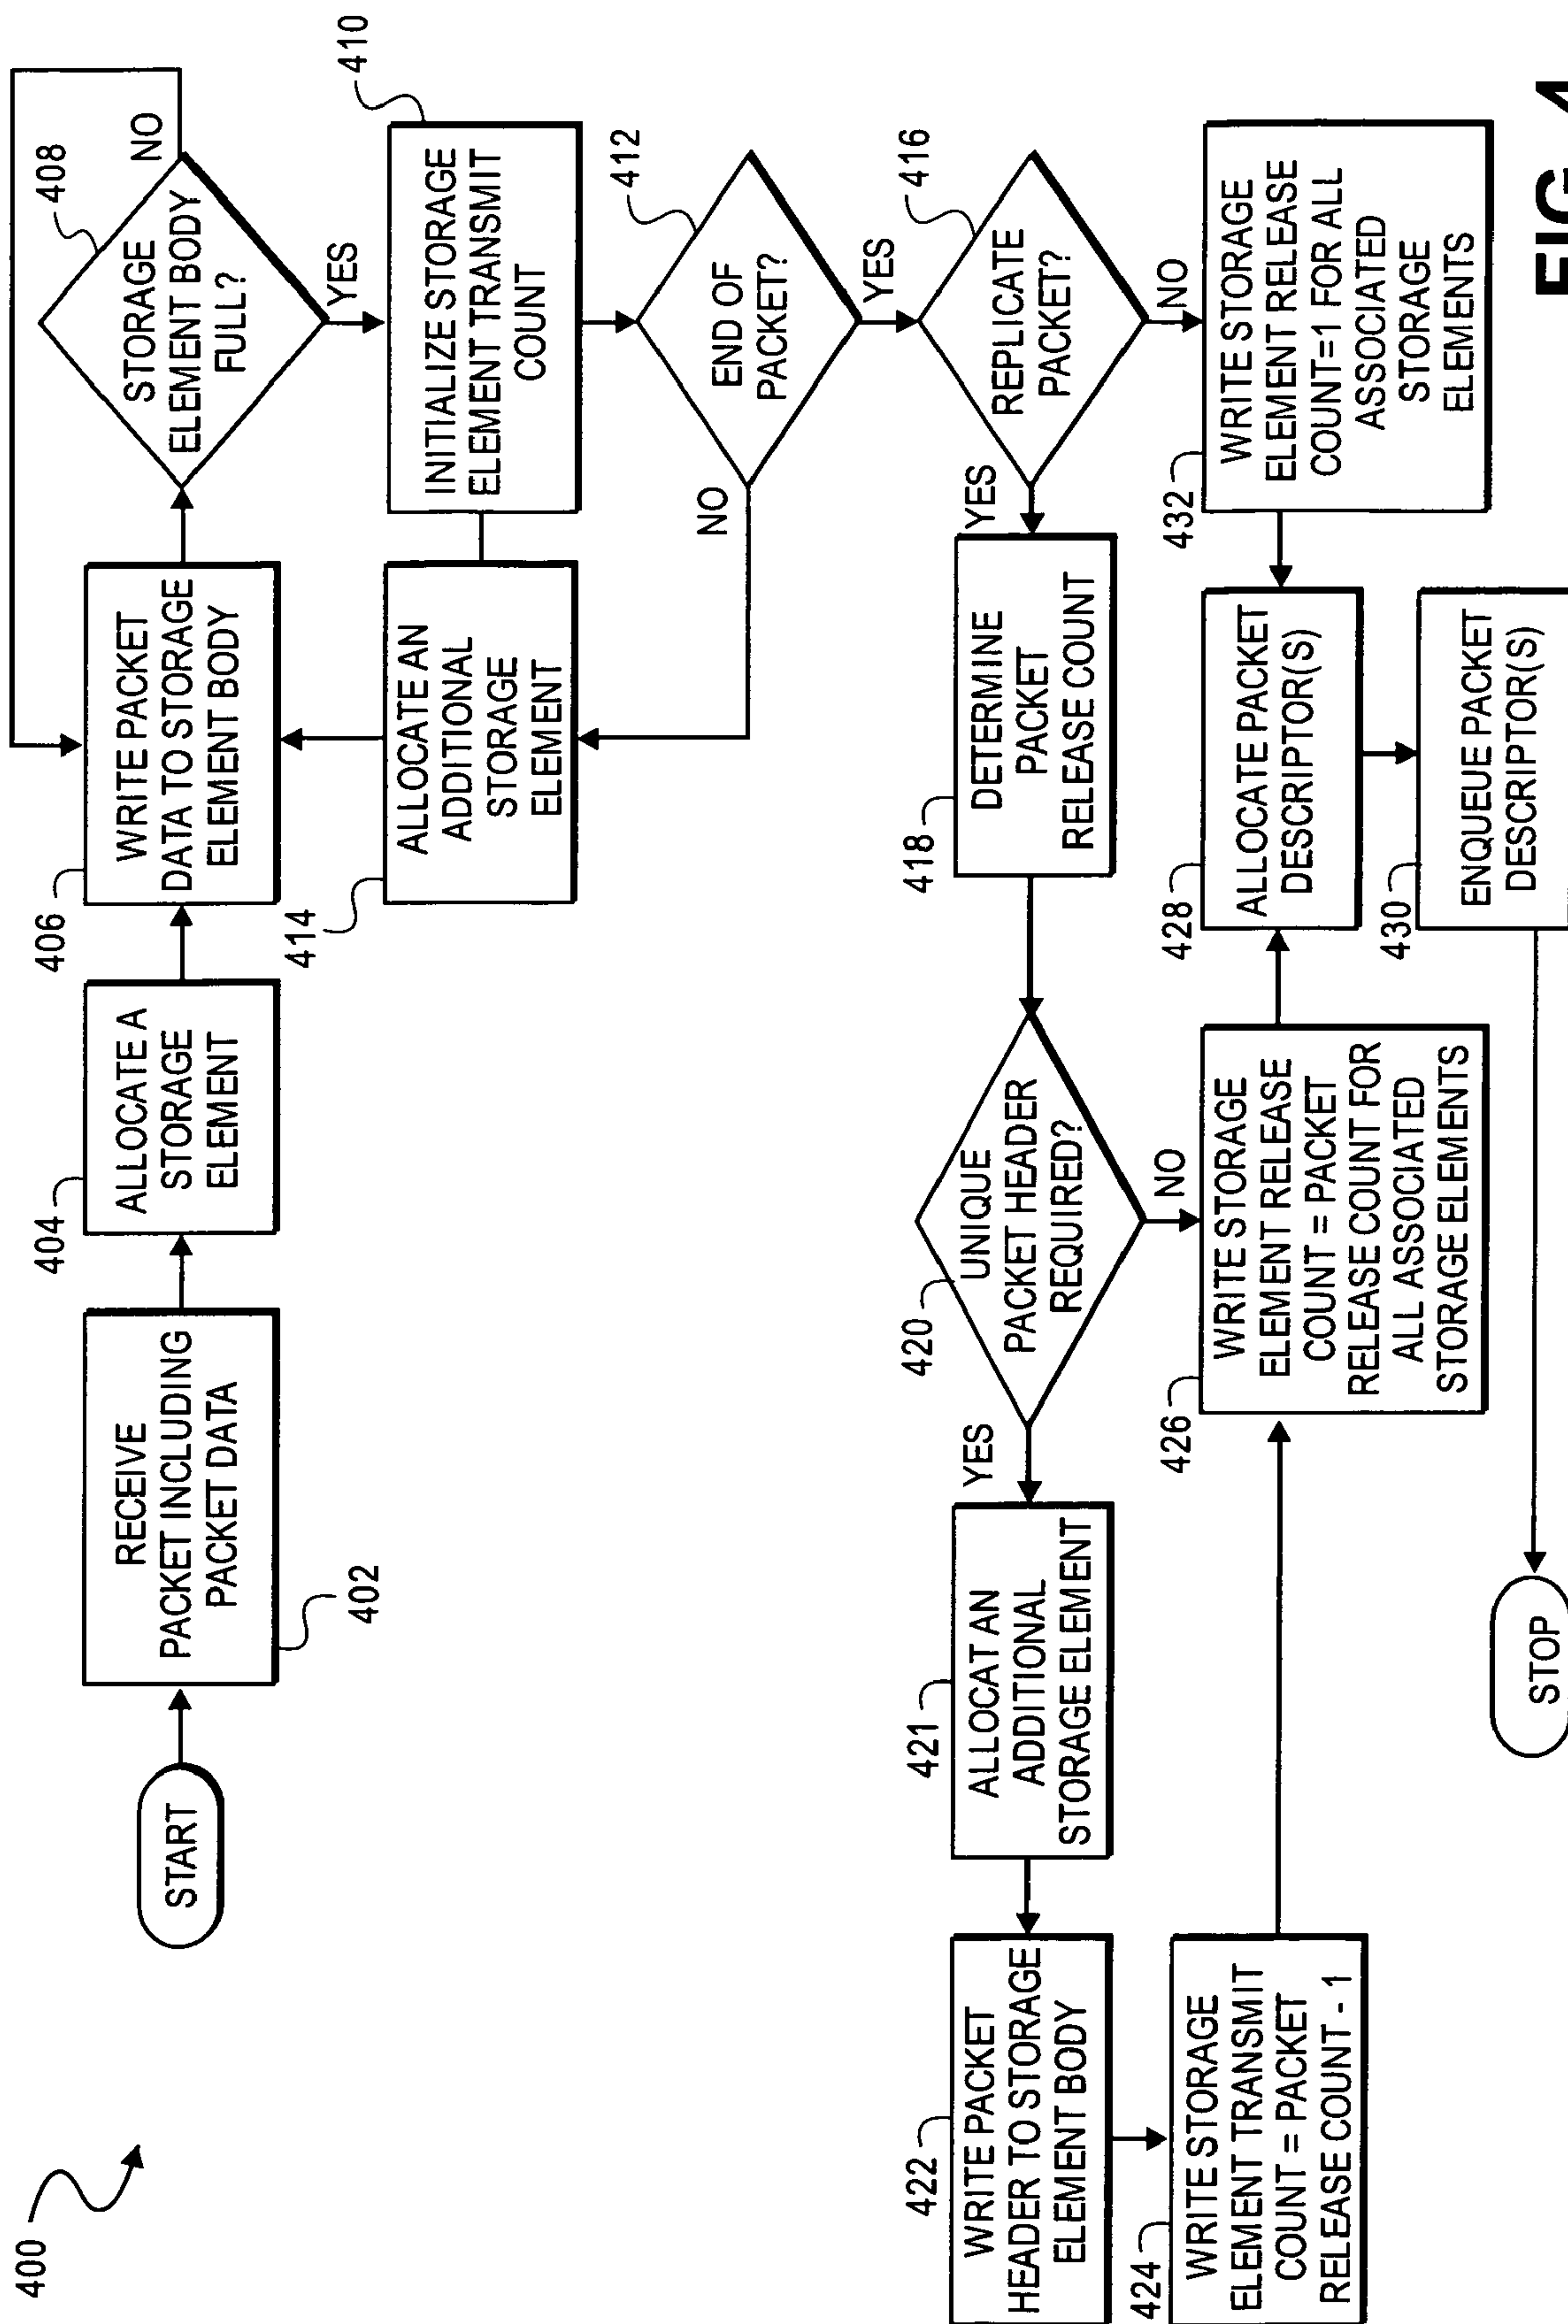 400
START
RECEIVE
PACKET INCLUDING
PACKET DATA
402
404
ALLOCATE A
STORAGE
ELEMENT
406
WRITE PACKET
DATA TO STORAGE
ELEMENT BODY
408
STORAGE
ELEMENT BODY
FULL?
NO
YES
410
INITIALIZE STORAGE
ELEMENT TRANSMIT
COUNT
414
ALLOCATE AN
ADDITIONAL
STORAGE
ELEMENT
412
END OF
PACKET?
NO
YES
416
REPLICATE
PACKET?
YES
NO
418
DETERMINE
PACKET
RELEASE COUNT
420
UNIQUE
PACKET HEADER
REQUIRED?
YES
NO
421
ALLOCAT AN
ADDITIONAL
STORAGE ELEMENT
422
WRITE PACKET
HEADER TO STORAGE
ELEMENT BODY
424
WRITE STORAGE
ELEMENT TRANSMIT
COUNT = PACKET
RELEASE COUNT - 1
426
WRITE STORAGE
ELEMENT RELEASE
COUNT = PACKET
RELEASE COUNT FOR
ALL ASSOCIATED
STORAGE ELEMENTS
428
ALLOCATE PACKET
DESCRIPTOR(S)
432
WRITE STORAGE
ELEMENT RELEASE
COUNT=1 FOR ALL
ASSOCIATED
STORAGE
ELEMENTS
430
ENQUEUE PACKET
DESCRIPTOR(S)
STOP